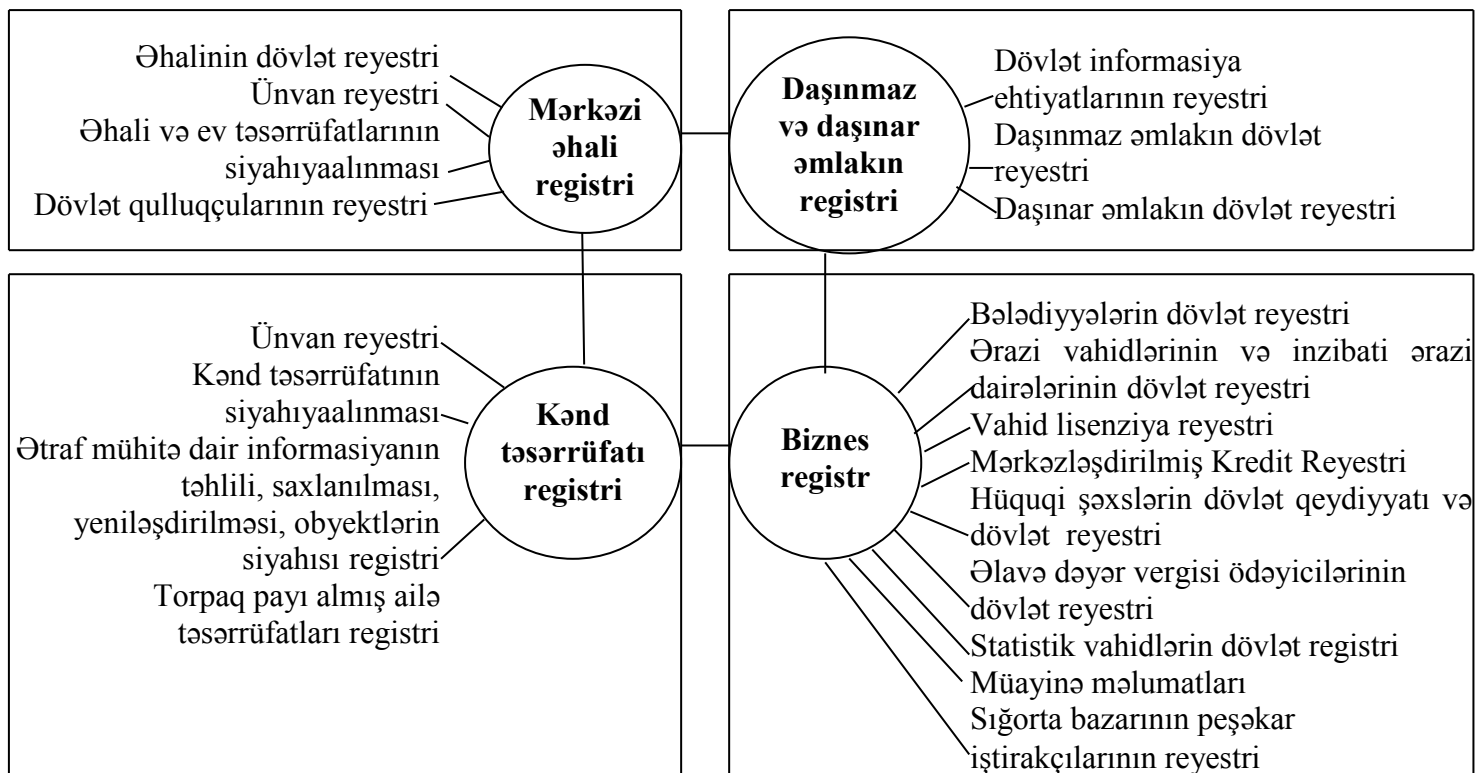 Əhalinin dövlət reyestri
Ünvan reyestri
Əhali və ev təsərrüfatlarının
siyahıyaalınması
Dövlət qulluqçularının reyestri
Mərkəzi
əhali
registri
Daşınmaz
və daşınar
əmlakın
registri
Dövlət informasiya
ehtiyatlarının reyestri
Daşınmaz əmlakın dövlət
reyestri
Daşınar əmlakın dövlət reyestri
Ünvan reyestri
Kənd təsərrüfatının
siyahıyaalınması
Ətraf mühitə dair informasiyanın
təhlili, saxlanılması,
yeniləşdirilməsi, obyektlərin
siyahısı registri
Torpaq payı almış ailə
təsərrüfatları registri
Kənd
təsərrüfatı
registri
Biznes
registr
Bələdiyyələrin dövlət reyestri
Ərazi vahidlərinin və inzibati ərazi
dairələrinin dövlət reyestri
Vahid lisenziya reyestri
Mərkəzləşdirilmiş Kredit Reyestri
Hüquqi şəxslərin dövlət qeydiyyatı və
dövlət reyestri
Əlavə dəyər vergisi ödəyicilərinin
dövlət reyestri
Statistik vahidlərin dövlət registri
Müayinə məlumatları
Sığorta bazarının peşəkar
iştirakçılarının reyestri